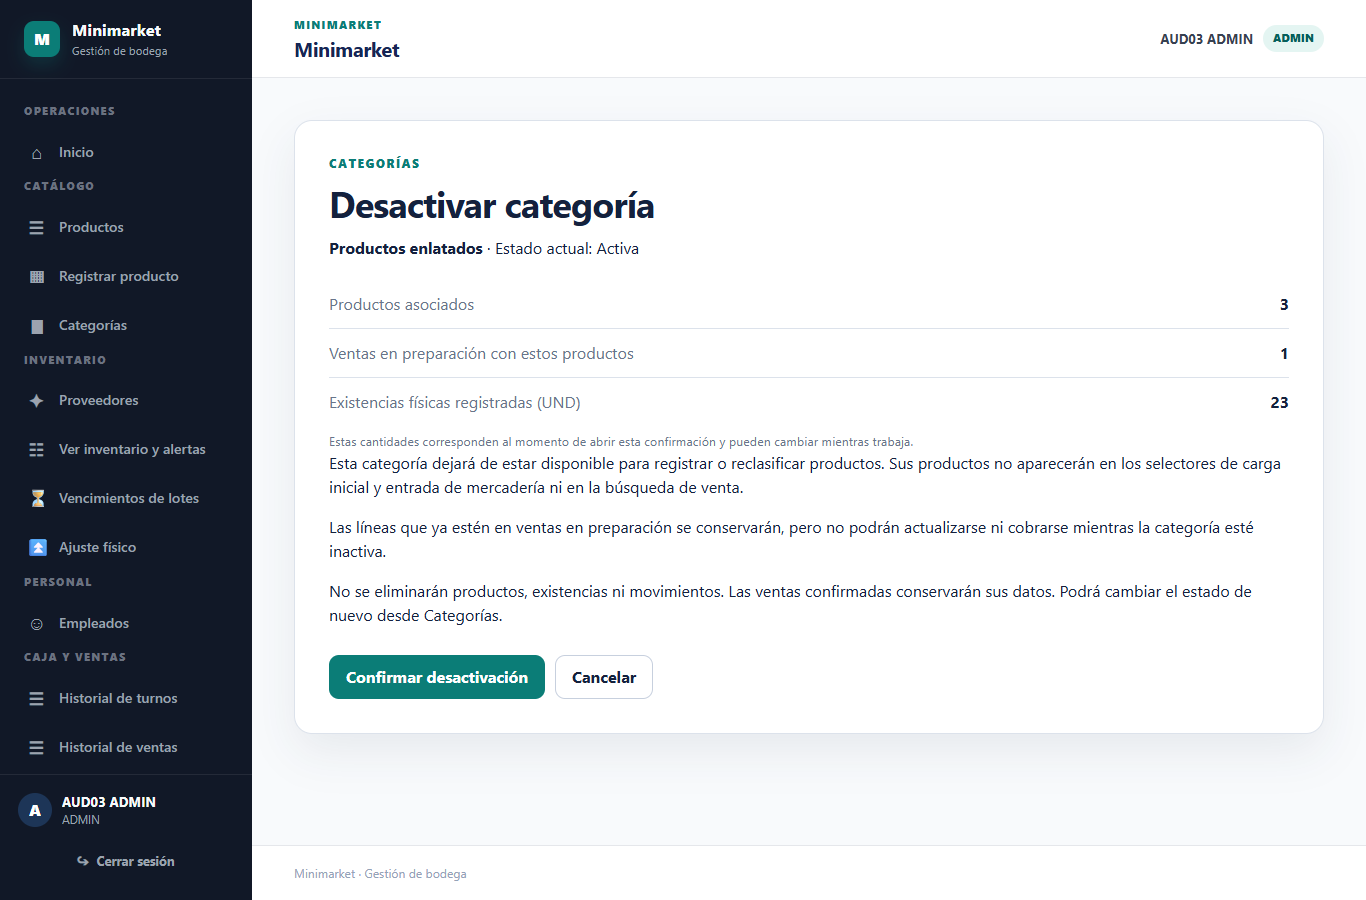 M
Minimarket
Gestión de bodega
OPERACIONES
Inicio
CATÁLOGO
Productos
Registrar producto
Categorías
INVENTARIO
Proveedores
Ver inventario y alertas
Vencimientos de lotes
Ajuste físico
PERSONAL
Empleados
CAJA Y VENTAS
Historial de turnos
Historial de ventas
A
AUD03 ADMIN
ADMIN
Cerrar sesión
MINIMARKET
Minimarket
AUD03 ADMIN
ADMIN
CATEGORÍAS
Desactivar categoría
Productos enlatados · Estado actual: Activa
Productos asociados 3
Ventas en preparación con estos productos 1
Existencias físicas registradas (UND) 23
Estas cantidades corresponden al momento de abrir esta confirmación y pueden cambiar mientras trabaja.
Esta categoría dejará de estar disponible para registrar o reclasificar productos. Sus productos no aparecerán en los selectores de carga
inicial y entrada de mercadería ni en la búsqueda de venta.
Las líneas que ya estén en ventas en preparación se conservarán, pero no podrán actualizarse ni cobrarse mientras la categoría esté
inactiva.
No se eliminarán productos, existencias ni movimientos. Las ventas confirmadas conservarán sus datos. Podrá cambiar el estado de
nuevo desde Categorías.
Confirmar desactivación
Cancelar
Minimarket · Gestión de bodega